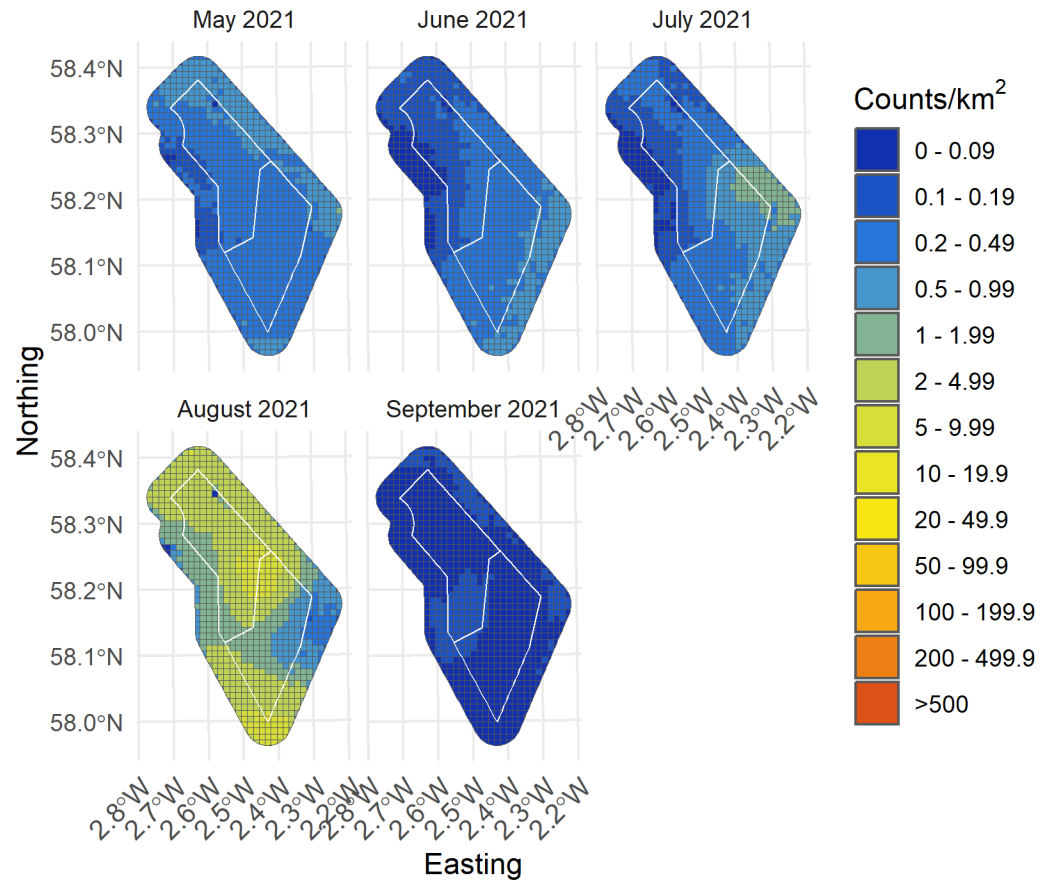 May 2021
June 2021
July 2021
58.4°N
58.3°N
58.2°N
58.1°N
58.0°N
2.8°W
2.7°W
2.6°W
2.5°W
2.4°W
2.3°W
2.2°W
August 2021
September 2021
58.4°N
58.3°N
58.2°N
58.1°N
58.0°N
2.8°W
2.7°W
2.6°W
2.5°W
2.4°W
2.3°W
2.2°W
2.8°W
2.7°W
2.6°W
2.5°W
2.4°W
2.3°W
2.2°W
Northing
Easting
Counts/km²
0 - 0.09
0.1 - 0.19
0.2 - 0.49
0.5 - 0.99
1 - 1.99
2 - 4.99
5 - 9.99
10 - 19.9
20 - 49.9
50 - 99.9
100 - 199.9
200 - 499.9
>500